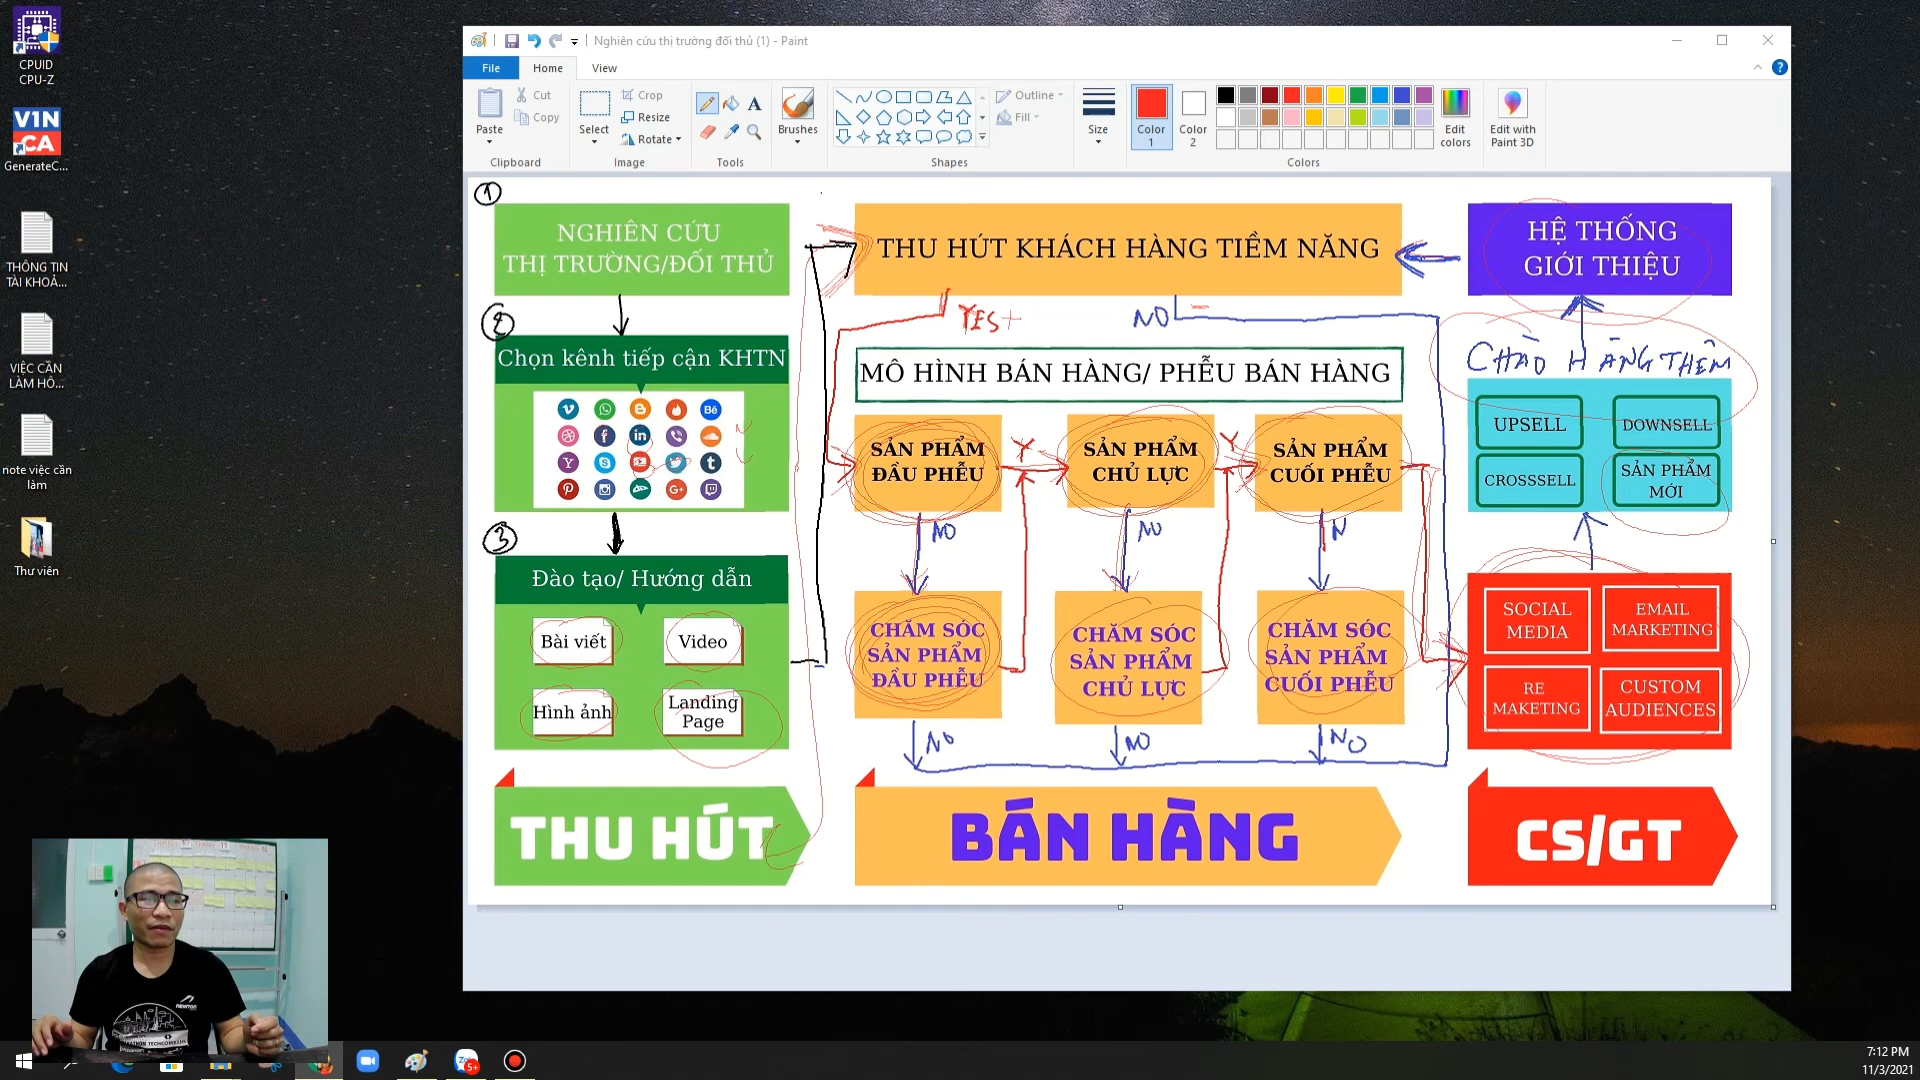 CPUID
CPU-Z
V1N
CA
GenerateC...
THÔNG TIN
TÀI KHOẢ...
VIỆC CẦN
LÀM HÔ...
note việc cần
làm
Thư viên
Nghiên cứu thị trường đối thủ (1) - Paint
File
Home
View
Paste
Cut
Copy
Clipboard
Select
Crop
Resize
Rotate
Image
Tools
Brushes
Shapes
Outline
Fill
Size
Color
1
Color
2
Colors
Edit
colors
Edit with
Paint 3D
1
NGHIÊN CỨU
THỊ TRƯỜNG/ĐỐI THỦ
2
Chọn kênh tiếp cận KHTN
3
Đào tạo/ Hướng dẫn
Bài viết
Video
Hình ảnh
Landing
Page
THU HÚT
THU HÚT KHÁCH HÀNG TIỀM NĂNG
YES+
NO
MÔ HÌNH BÁN HÀNG/ PHỄU BÁN HÀNG
SẢN PHẨM
ĐẦU PHỄU
Y
SẢN PHẨM
CHỦ LỰC
Y
SẢN PHẨM
CUỐI PHỄU
NO
NO
N
CHĂM SÓC
SẢN PHẨM
ĐẦU PHỄU
CHĂM SÓC
SẢN PHẨM
CHỦ LỰC
CHĂM SÓC
SẢN PHẨM
CUỐI PHỄU
NO
NO
NO
BÁN HÀNG
HỆ THỐNG
GIỚI THIỆU
CHÀO HÀNG THÊM
UPSELL
DOWNSELL
CROSSSELL
SẢN PHẨM
MỚI
SOCIAL
MEDIA
EMAIL
MARKETING
RE
MAKETING
CUSTOM
AUDIENCES
CS/GT
7:12 PM
11/3/2021